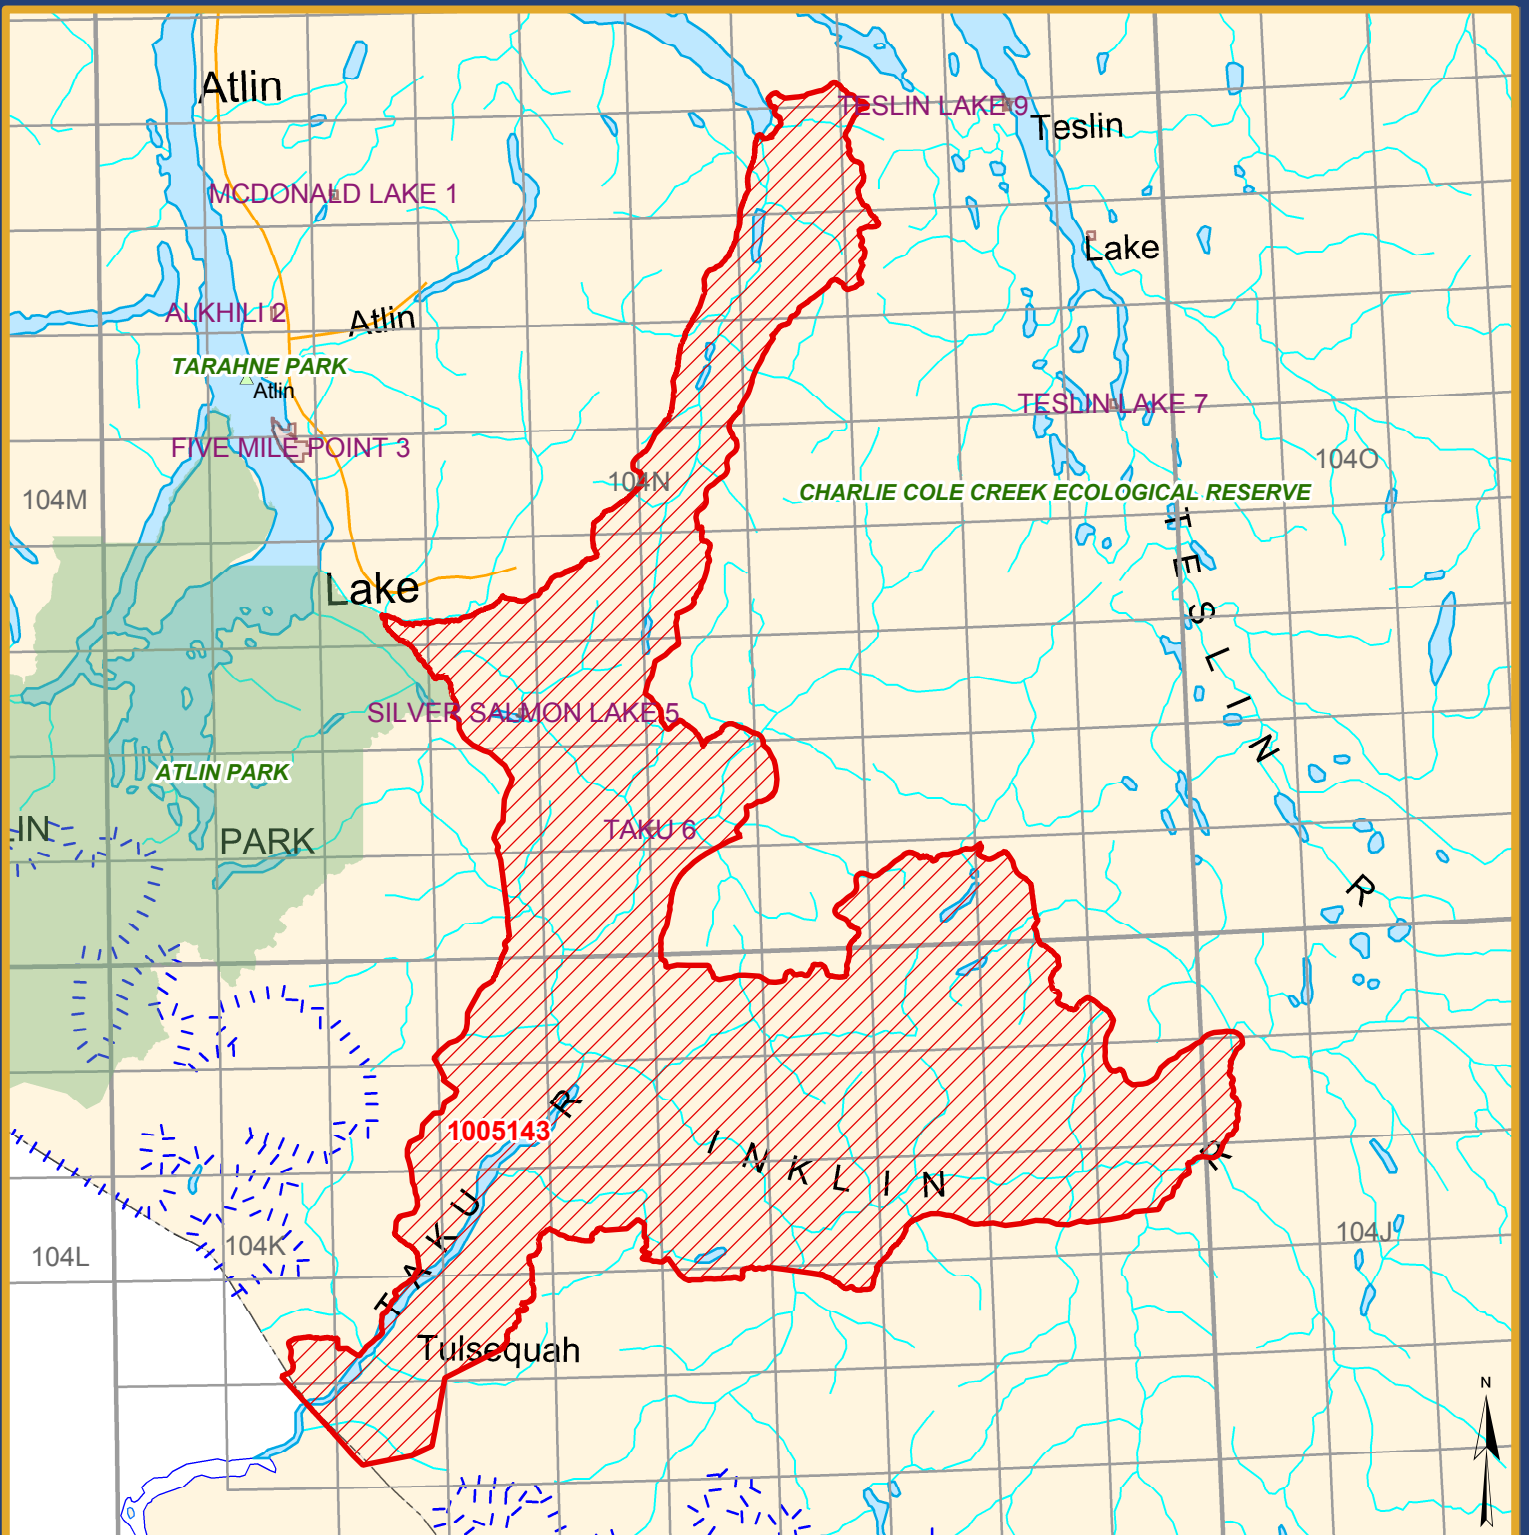 Atlin
TESLIN LAKE 9
Teslin
MCDONALD LAKE 1
Lake
ALKHILI 2
Atlin
TARAHNE PARK
Atlin
TESLIN LAKE 7
FIVE MILE POINT 3
104O
104N
CHARLIE COLE CREEK ECOLOGICAL RESERVE
104M
Lake
TESLIN R
SILVER SALMON LAKE 5
ATLIN PARK
TAKU 6
LIN
PARK
1005143
TAKU R
INKLIN R
104J
104K
104L
Tulsequah
N